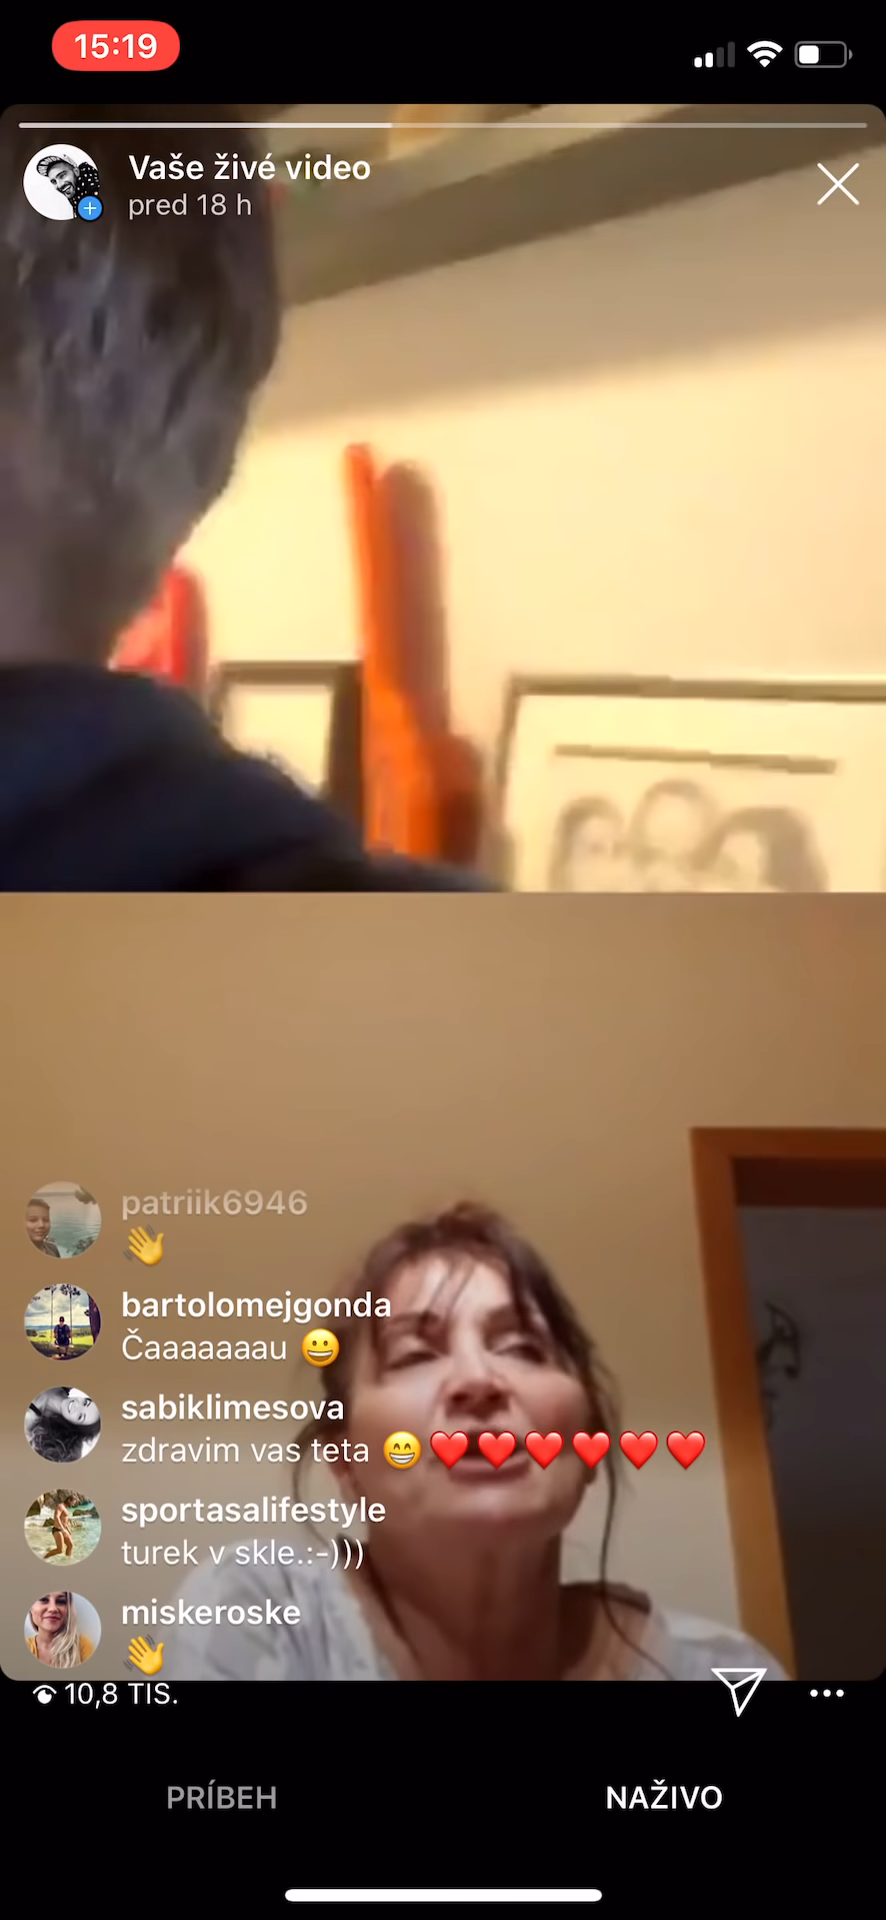 15:19
Vaše živé video
pred 18 h
patriik6946
👋
bartolomejgonda
Čaaaaaaau 😀
sabiklimesova
zdravim vas teta 😁❤️❤️❤️❤️❤️❤️
sportasalifestyle
turek v skle.:-)))
miskeroske
👋
10,8 TIS.
PRÍBEH
NAŽIVO